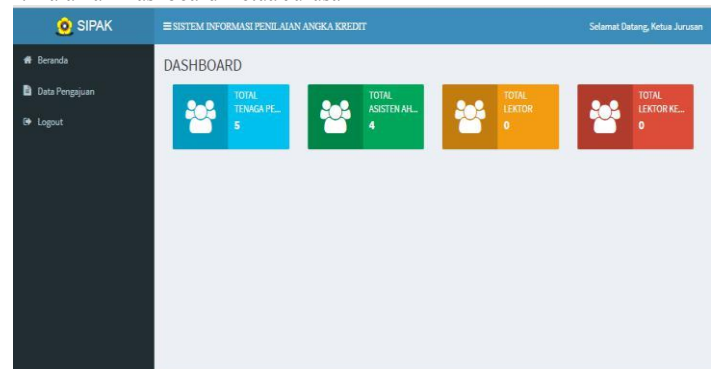 SIPAK
SISTEM INFORMASI PENILAIAN ANGKA KREDIT
Selamat Datang, Ketua Jurusan
Beranda
Data Pengajuan
Logout
DASHBOARD
TOTAL
TENAGA PE...
5
TOTAL
ASISTEN AH...
4
TOTAL
LEKTOR
0
TOTAL
LEKTOR KE...
0